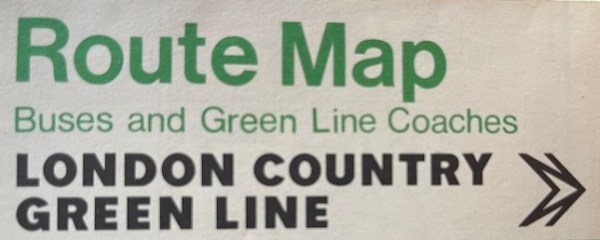 Route Map
Buses and Green Line Coaches
LONDON COUNTRY
GREEN LINE